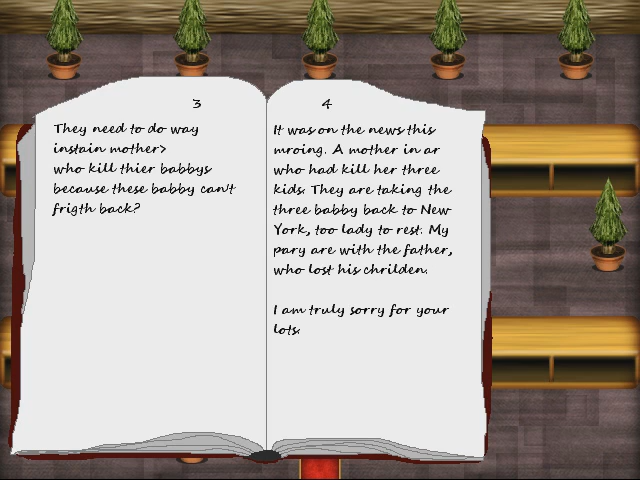 3
They need to do way
instain mother>
who kill thier babbys
because these babby can't
frigth back?
4
It was on the news this
mroing. A mother in ar
who had kill her three
kids. They are taking the
three babby back to New
York, too lady to rest. My
pary are with the father,
who lost his chrilden.
I am truly sorry for your
lots.